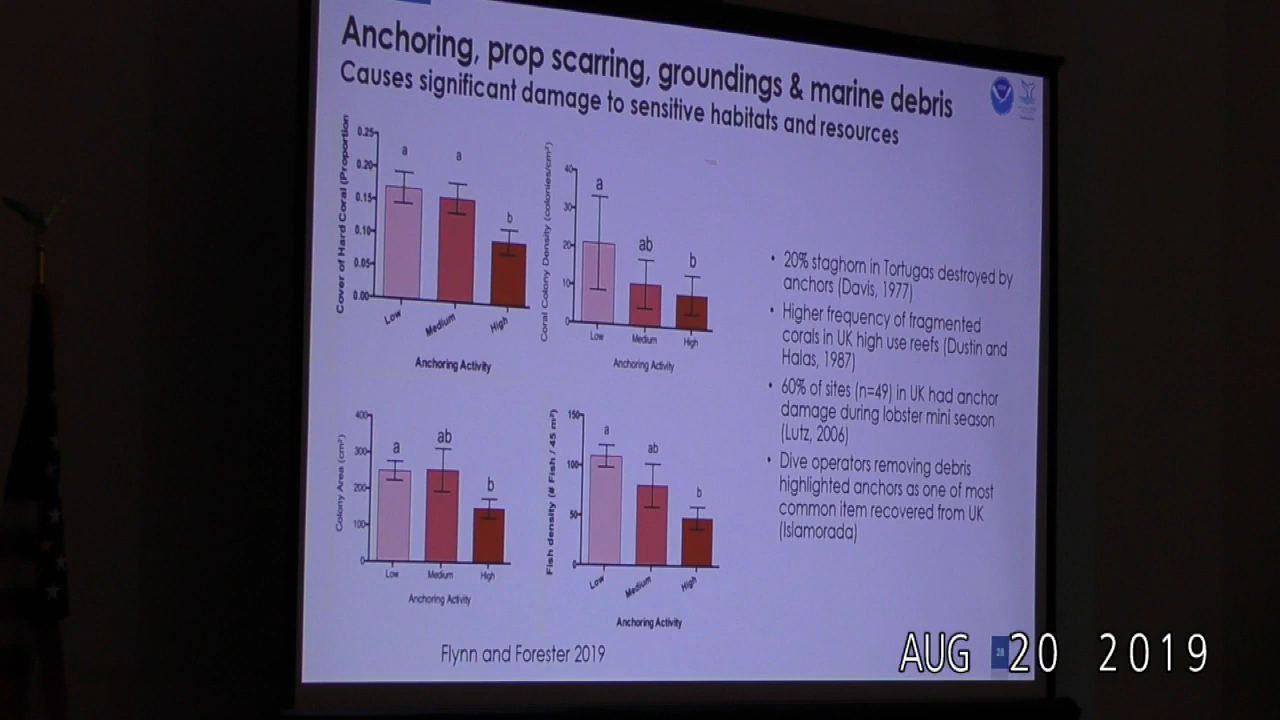 Anchoring, prop scarring, groundings & marine debris
Causes significant damage to sensitive habitats and resources
Cover of Hard Coral (Proportion
0.25
0.20
0.15
0.10
0.05
0.00
a
a
b
Low
Medium
High
Anchoring Activity
Coral Colony Density (colonies/cm²)
40
30
20
10
0
a
ab
b
Low
Medium
High
Anchoring Activity
Colony Area (cm²)
400
300
200
100
0
a
ab
b
Low
Medium
High
Anchoring Activity
Fish density (# Fish / 45 m²)
150
100
50
0
a
ab
b
Low
Medium
High
Anchoring Activity
• 20% staghorn in Tortugas destroyed by
anchors (Davis, 1977)
• Higher frequency of fragmented
corals in UK high use reefs (Dustin and
Halas, 1987)
• 60% of sites (n=49) in UK had anchor
damage during lobster mini season
(Lutz, 2006)
• Dive operators removing debris
highlighted anchors as one of most
common item recovered from UK
(Islamorada)
Flynn and Forester 2019
28
AUG 20 2019